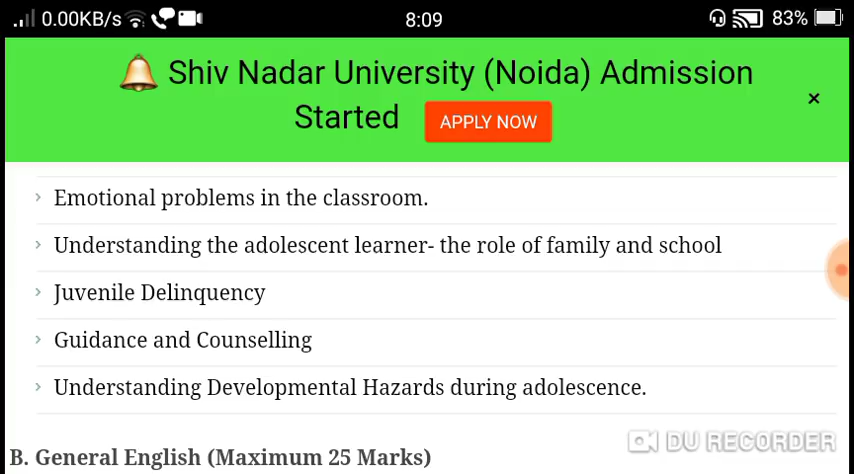 0.00KB/s 8:09 83%
Shiv Nadar University (Noida) Admission
Started APPLY NOW
×
Emotional problems in the classroom.
Understanding the adolescent learner- the role of family and school
Juvenile Delinquency
Guidance and Counselling
Understanding Developmental Hazards during adolescence.
DU RECORDER
B. General English (Maximum 25 Marks)